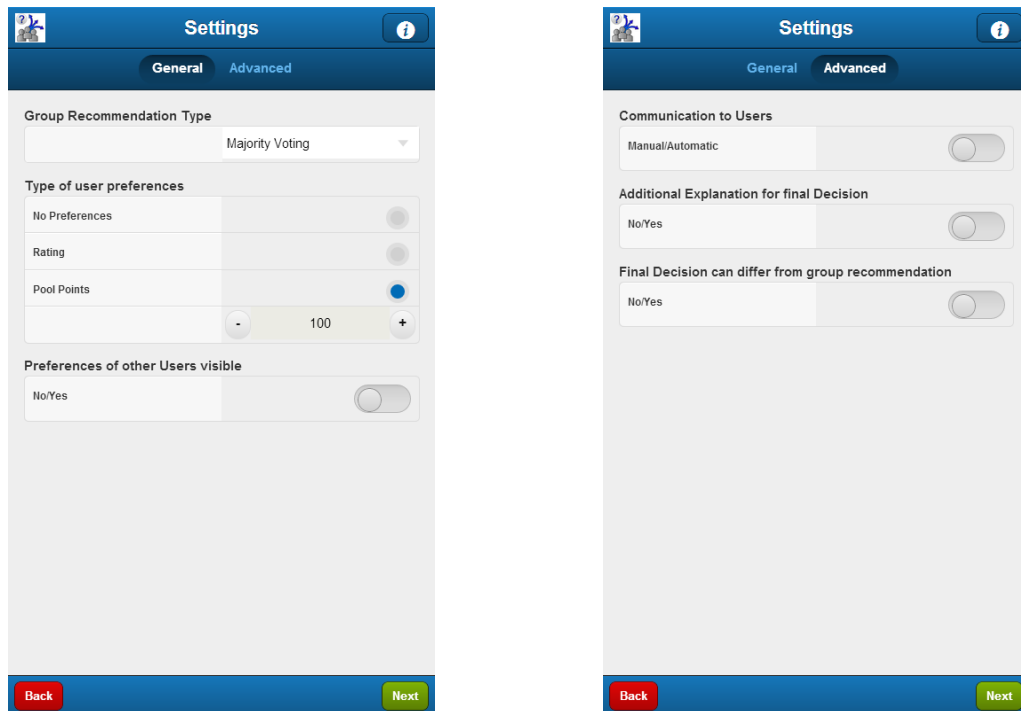 Settings
General Advanced
Group Recommendation Type
Majority Voting
Type of user preferences
No Preferences
Rating
Pool Points
- 100 +
Preferences of other Users visible
No/Yes
Back Next
Settings
General Advanced
Communication to Users
Manual/Automatic
Additional Explanation for final Decision
No/Yes
Final Decision can differ from group recommendation
No/Yes
Back Next